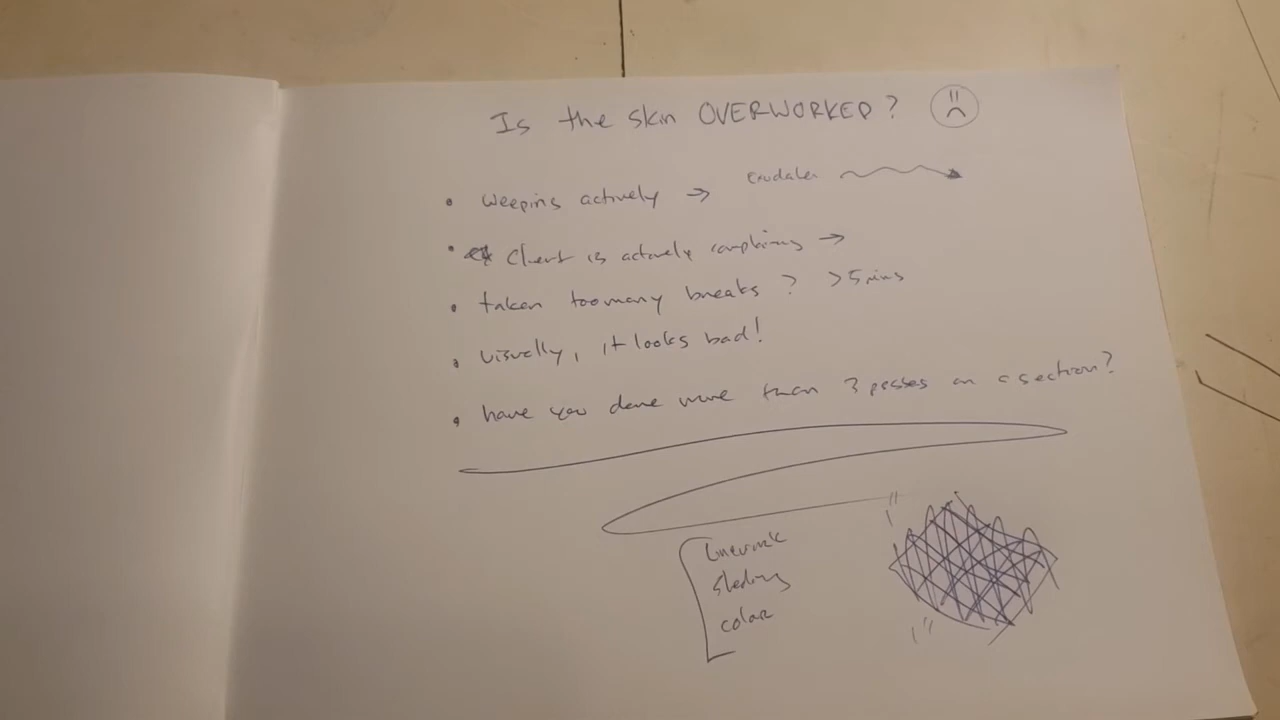 Is the skin OVERWORKED?
• weeping actively → exudates
• Client is actively complaining →
• taken too many breaks? >5 mins
• visually, it looks bad!
• have you done more than 3 passes on a section?
linework
shading
color